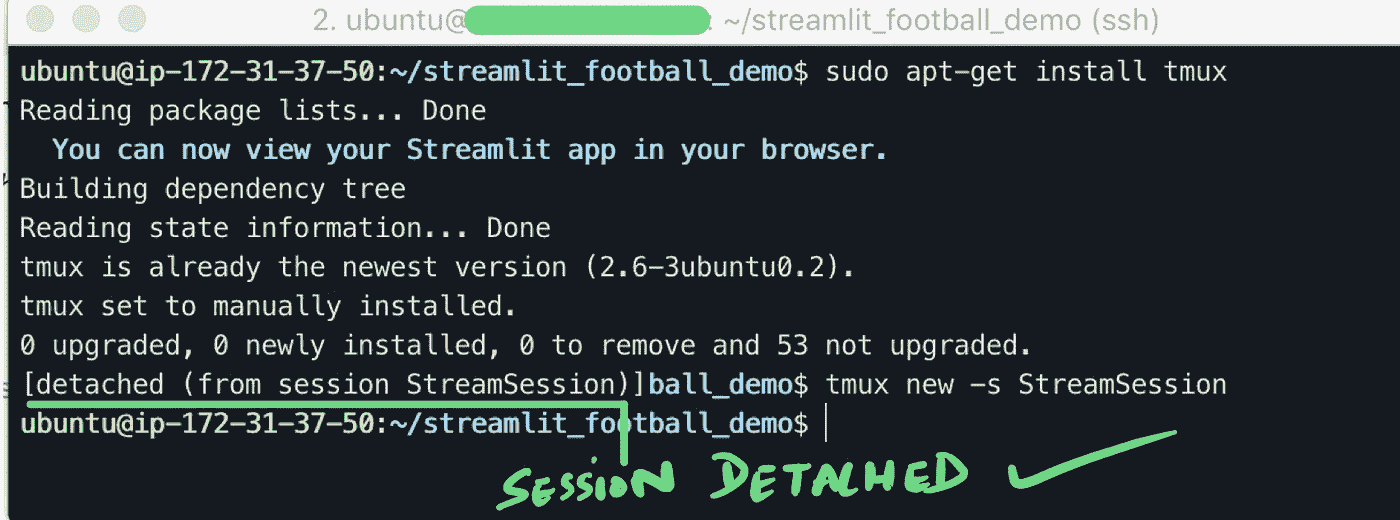 2. ubuntu@ : ~/streamlit_football_demo (ssh)
ubuntu@ip-172-31-37-50:~/streamlit_football_demo$ sudo apt-get install tmux
Reading package lists... Done
You can now view your Streamlit app in your browser.
Building dependency tree
Reading state information... Done
tmux is already the newest version (2.6-3ubuntu0.2).
tmux set to manually installed.
0 upgraded, 0 newly installed, 0 to remove and 53 not upgraded.
[detached (from session StreamSession)]ball_demo$ tmux new -s StreamSession
ubuntu@ip-172-31-37-50:~/streamlit_football_demo$
SESSION DETACHED